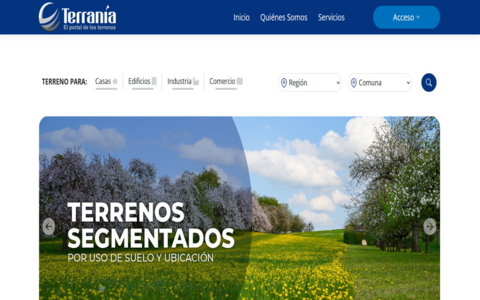 Terranía
El portal de los terrenos
Inicio Quiénes Somos Servicios Acceso
TERRENO PARA: Casas Edificios Industria Comercio Región Comuna
TERRENOS
SEGMENTADOS
POR USO DE SUELO Y UBICACIÓN